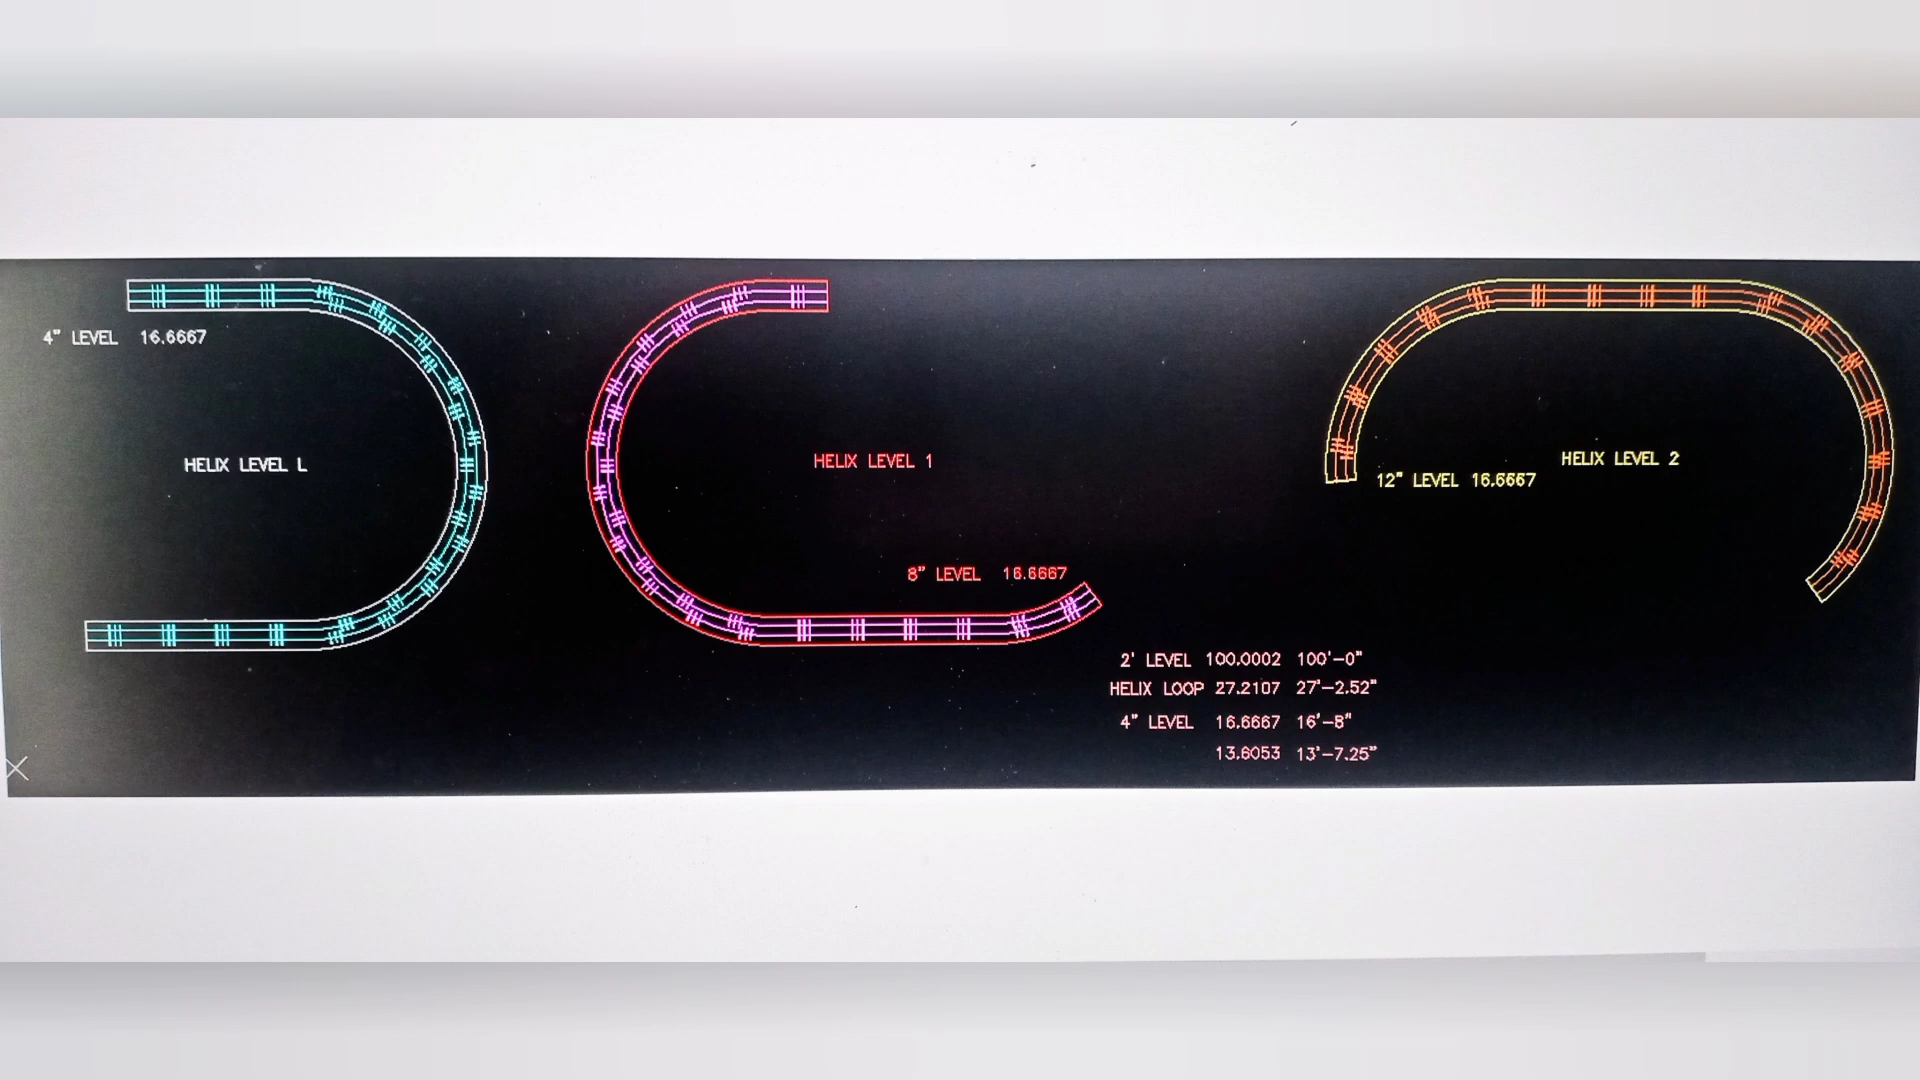 4" LEVEL 16.6667
HELIX LEVEL L
HELIX LEVEL 1
8" LEVEL 16.6667
HELIX LEVEL 2
12" LEVEL 16.6667
2' LEVEL 100.0002 100'-0"
HELIX LOOP 27.2107 27'-2.52"
4" LEVEL 16.6667 16'-8"
13.6053 13'-7.25"